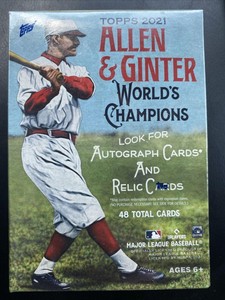 Topps
TOPPS 2021
ALLEN
& GINTER
WORLD'S
CHAMPIONS
LOOK FOR
AUTOGRAPH CARDS*
AND
RELIC CARDS
48 TOTAL CARDS
MAJOR LEAGUE BASEBALL
AGES 6+